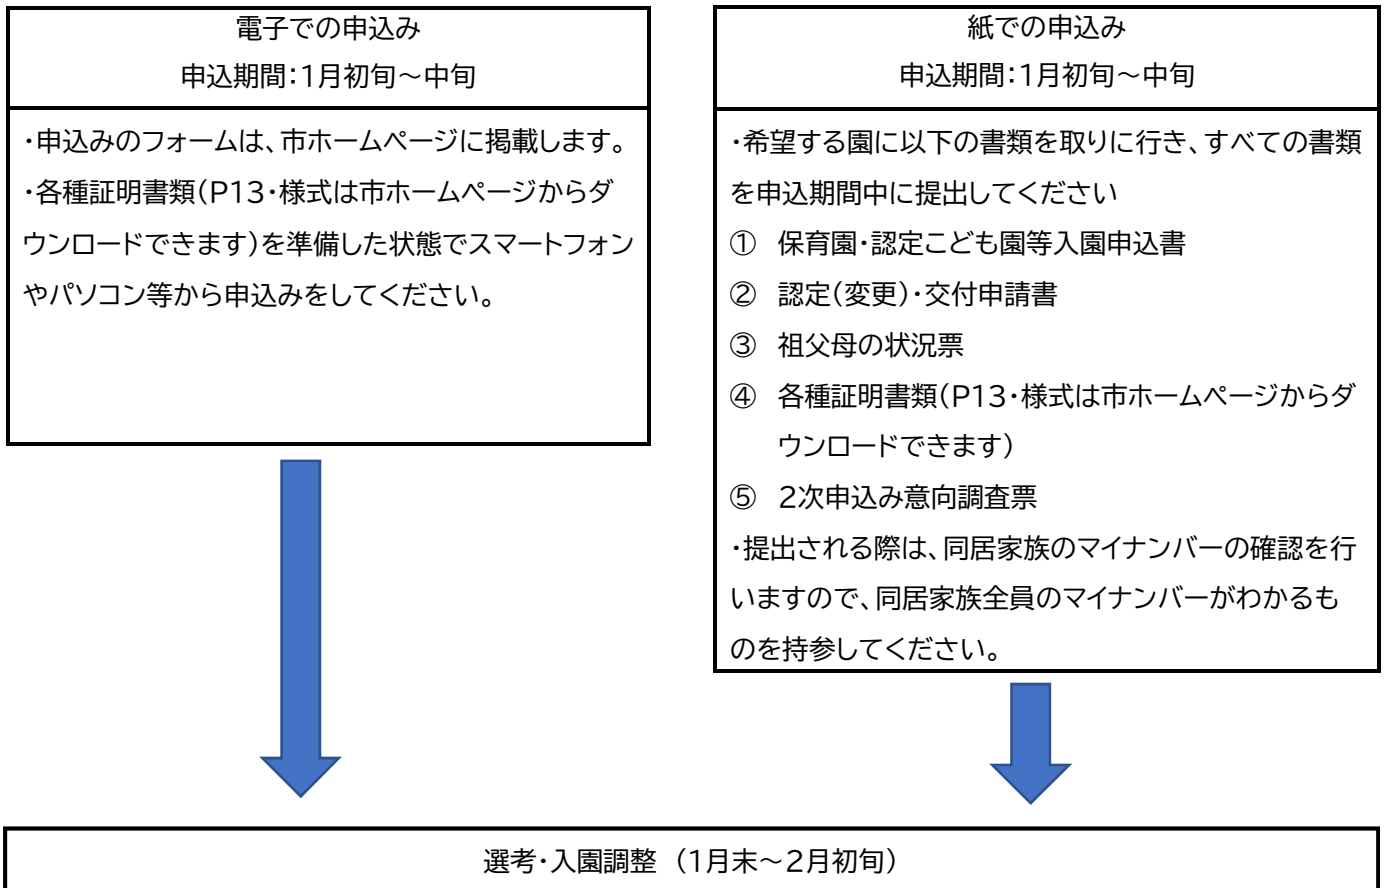 電子での申込み
申込期間：1月初旬～中旬
・申込みのフォームは、市ホームページに掲載します。
・各種証明書類（P13・様式は市ホームページからダ
ウンロードできます）を準備した状態でスマートフォン
やパソコン等から申込みをしてください。
紙での申込み
申込期間：1月初旬～中旬
・希望する園に以下の書類を取りに行き、すべての書類
を申込期間中に提出してください
① 保育園・認定こども園等入園申込書
② 認定（変更）・交付申請書
③ 祖父母の状況票
④ 各種証明書類（P13・様式は市ホームページからダ
ウンロードできます）
⑤ 2次申込み意向調査票
・提出される際は、同居家族のマイナンバーの確認を行
いますので、同居家族全員のマイナンバーがわかるも
のを持参してください。
選考・入園調整 （1月末～2月初旬）